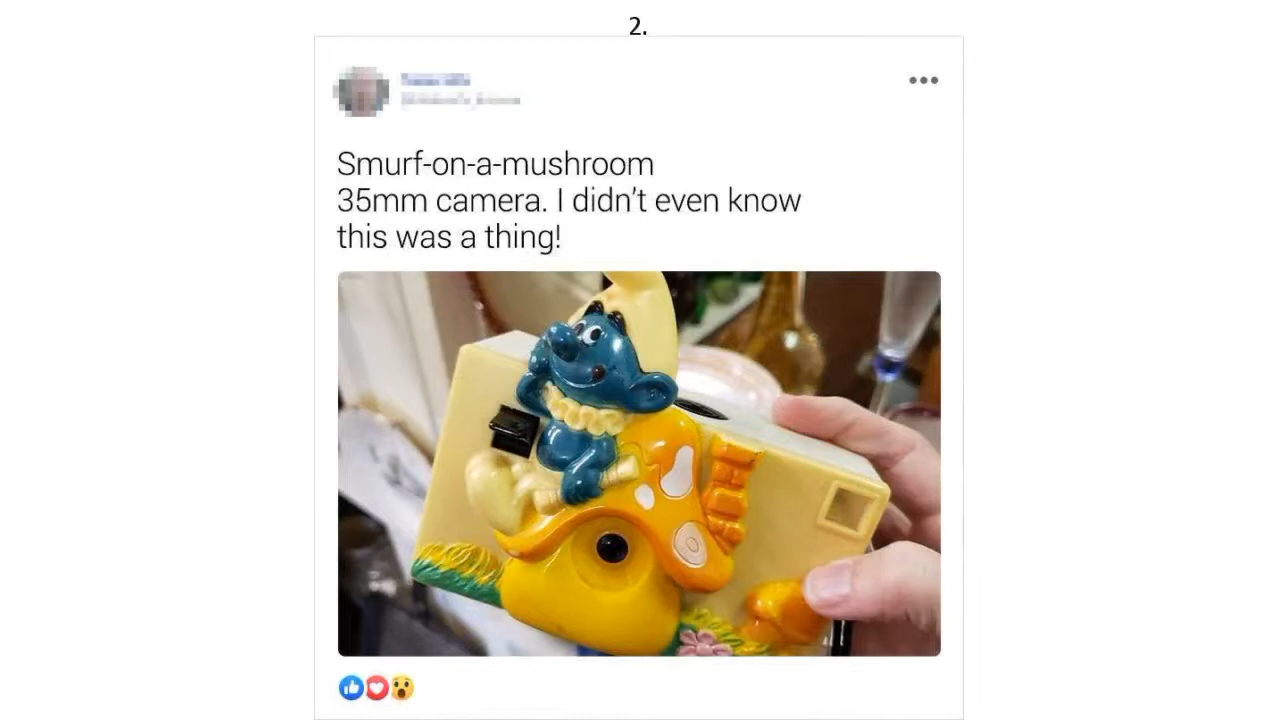 2.
Smurf-on-a-mushroom
35mm camera. I didn't even know
this was a thing!